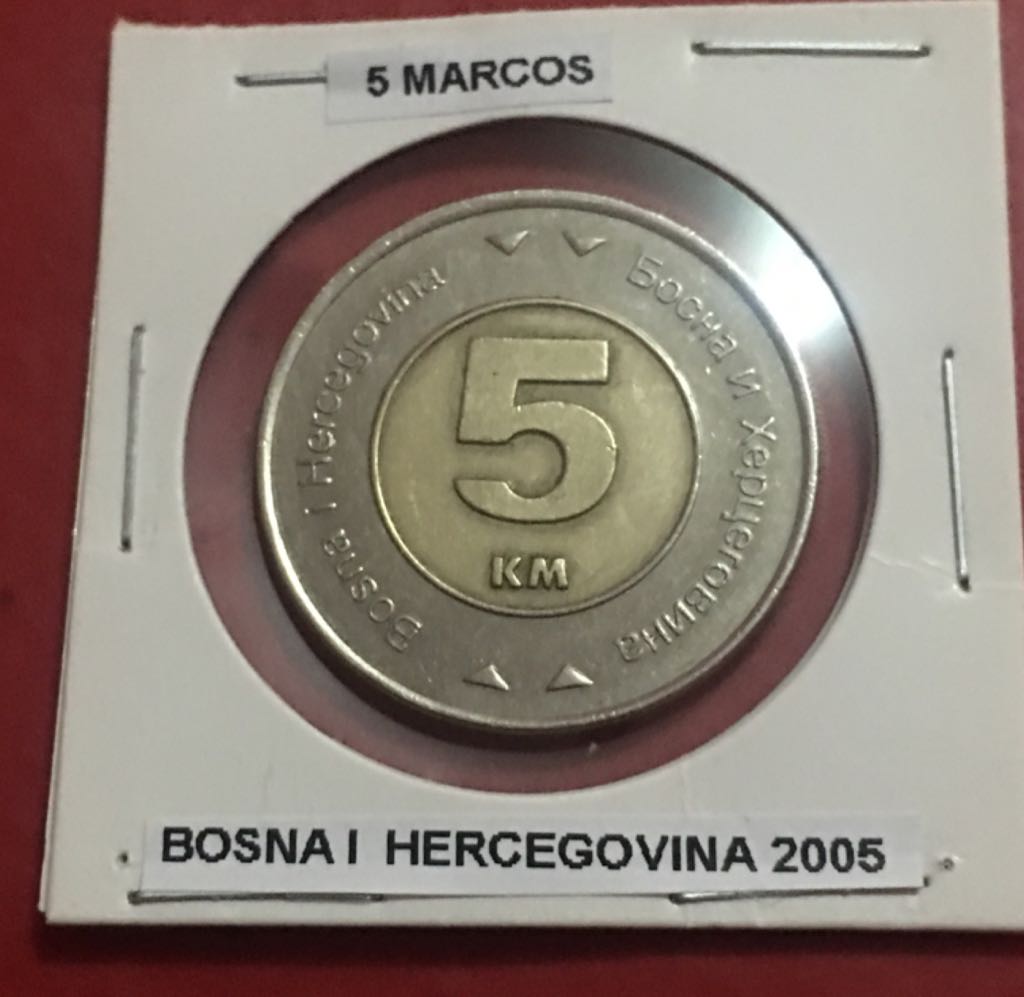 5 MARCOS
Bosna i Hercegovina
Босна и Херцеговина
5
KM
BOSNA I HERCEGOVINA 2005